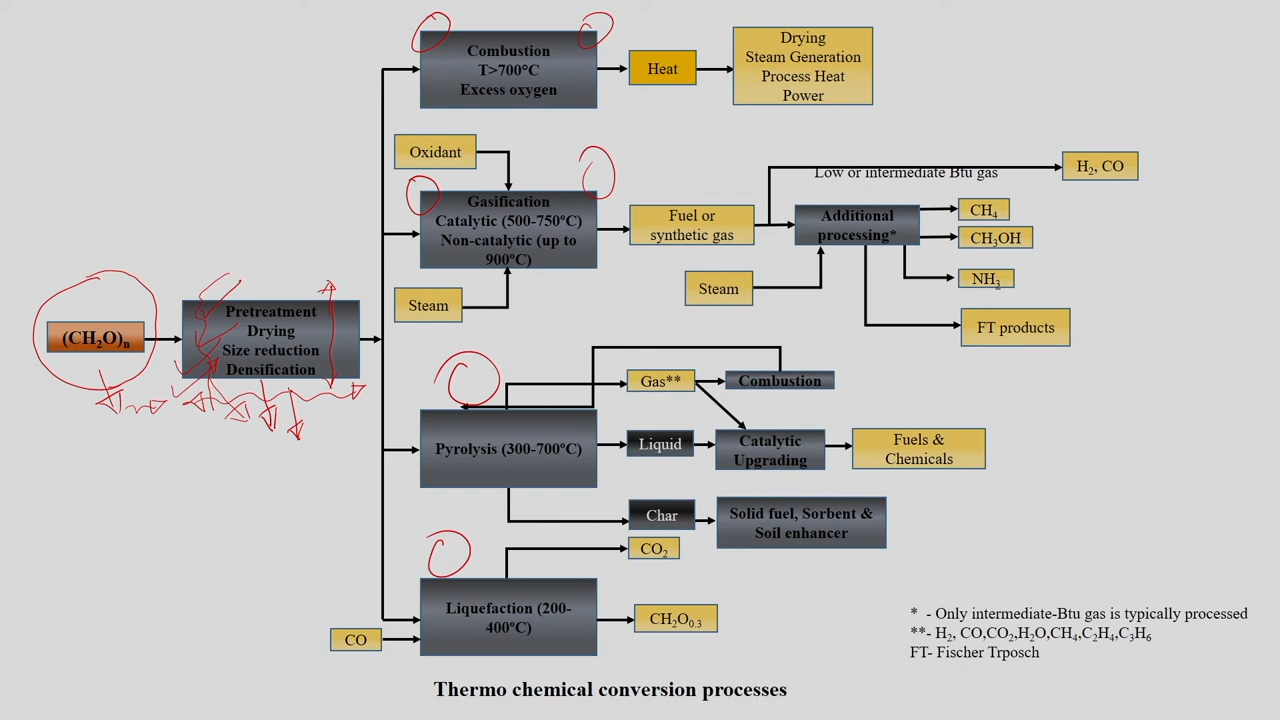 Combustion
T>700°C
Excess oxygen
Heat
Drying
Steam Generation
Process Heat
Power
Oxidant
Gasification
Catalytic (500-750ºC)
Non-catalytic (up to
900ºC)
Steam
Fuel or
synthetic gas
Low or intermediate Btu gas
H2, CO
Additional
processing*
Steam
CH4
CH3OH
NH3
FT products
(CH2O)n
Pretreatment
Drying
Size reduction
Densification
Pyrolysis (300-700ºC)
Gas**
Combustion
Liquid
Catalytic
Upgrading
Fuels &
Chemicals
Char
Solid fuel, Sorbent &
Soil enhancer
Liquefaction (200-
400ºC)
CO2
CH2O0.3
CO
* - Only intermediate-Btu gas is typically processed
**- H2, CO,CO2,H2O,CH4,C2H4,C3H6
FT- Fischer Trposch
Thermo chemical conversion processes